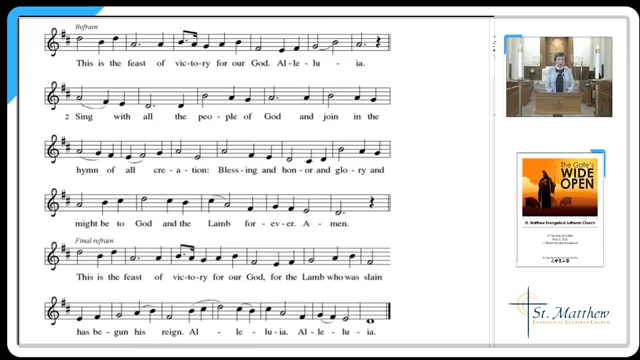 Refrain
This is the feast of vic-to-ry for our God. Al-le-lu - ia.
2 Sing with all the peo-ple of God and join in the
hymn of all cre-a-tion: Bless-ing and hon-or and glo-ry and
might be to God and the Lamb for-ev-er. A-men.
Final refrain
This is the feast of vic-to-ry for our God, for the Lamb who was slain
has be-gun his reign. Al - le-lu-ia. Al-le-lu-ia.
The Gate's
WIDE
OPEN
St. Matthew Evangelical Lutheran Church
St. Matthew
EVANGELICAL LUTHERAN CHURCH